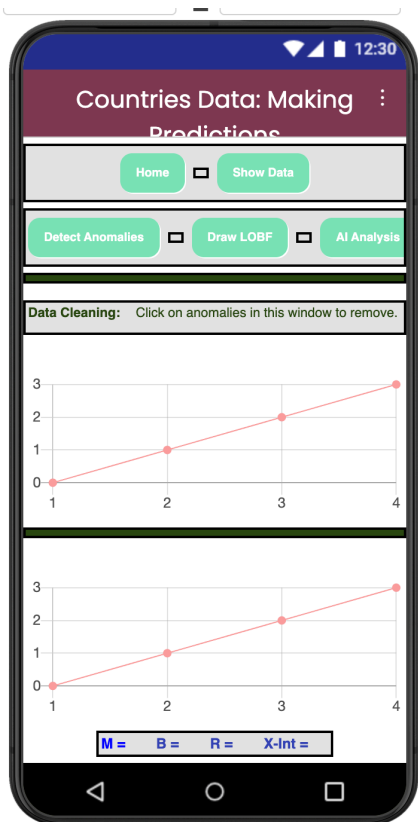 12:30
Countries Data: Making
Predictions
Home Show Data
Detect Anomalies Draw LOBF AI Analysis
Data Cleaning: Click on anomalies in this window to remove.
3
2
1
0
1 2 3 4
3
2
1
0
1 2 3 4
M = B = R = X-Int =